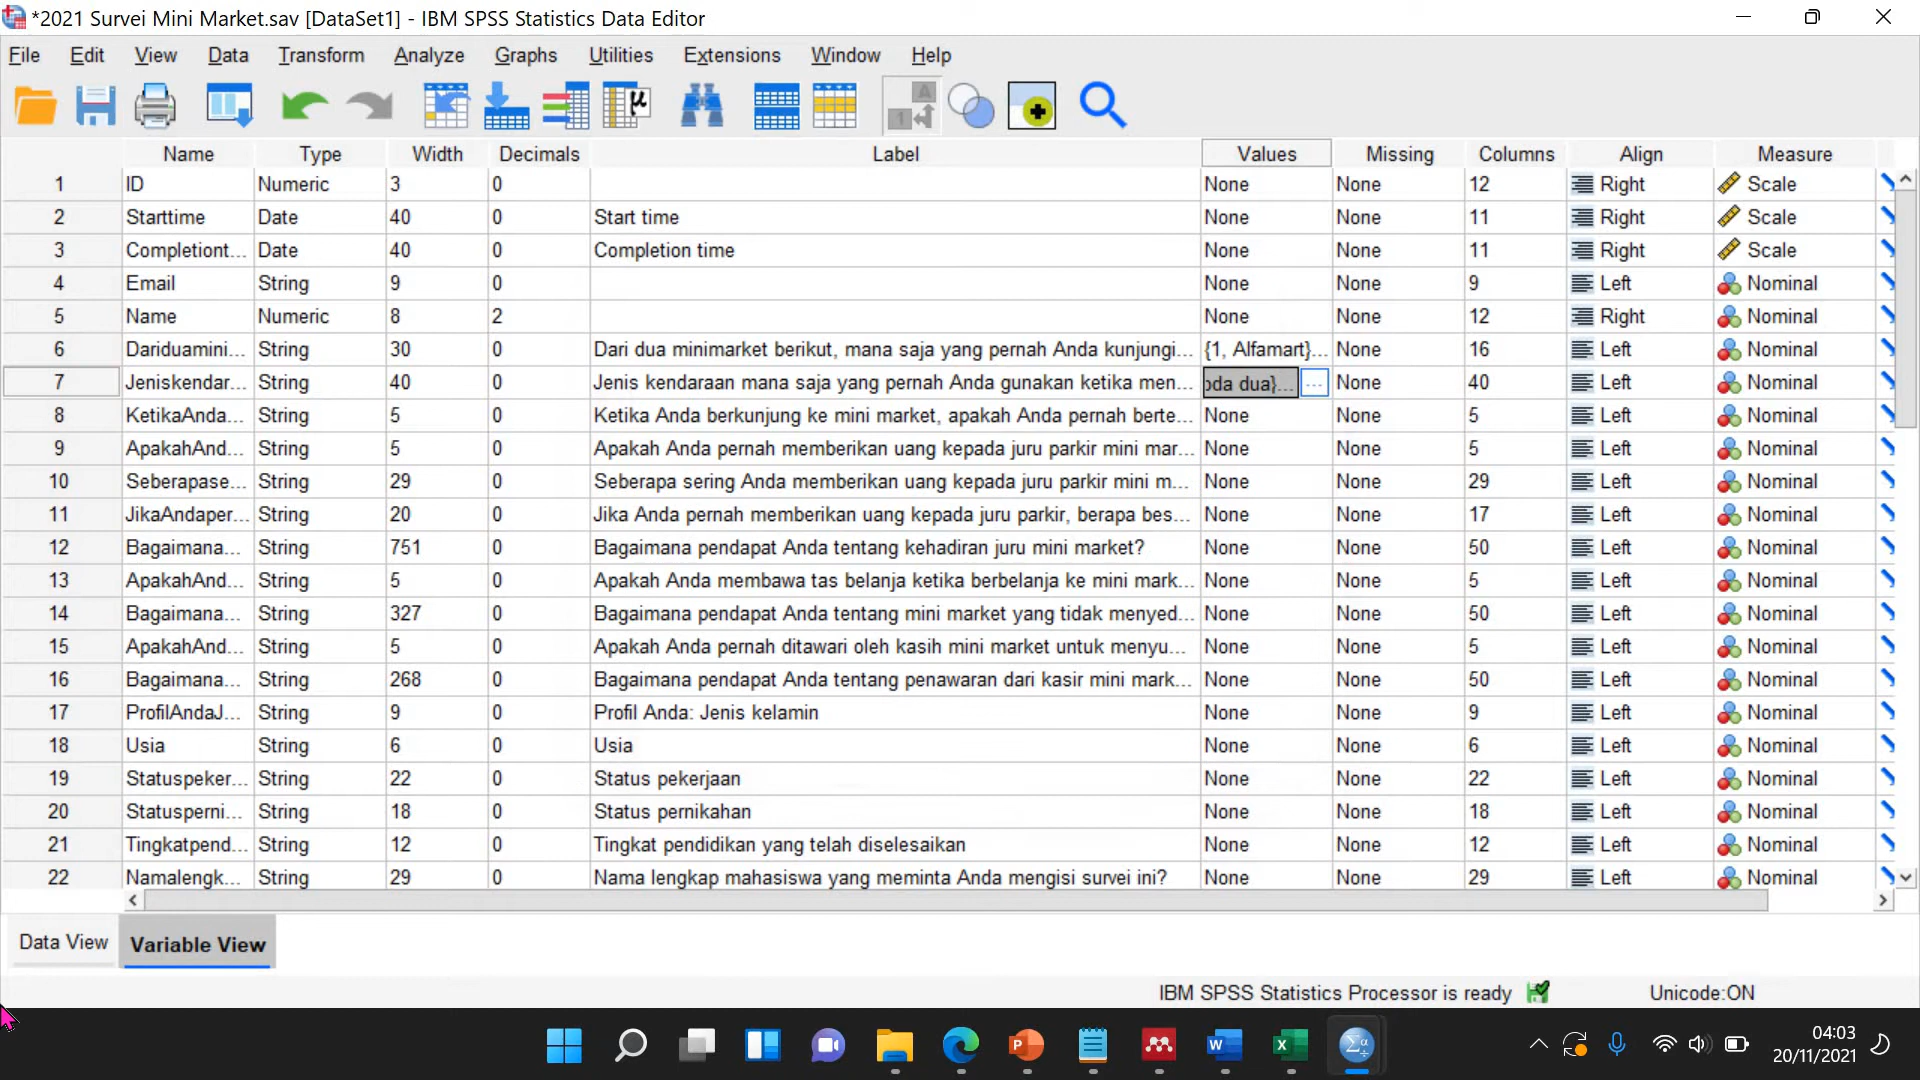 *2021 Survei Mini Market.sav [DataSet1] - IBM SPSS Statistics Data Editor
File Edit View Data Transform Analyze Graphs Utilities Extensions Window Help
Name Type Width Decimals Label Values Missing Columns Align Measure
1 ID Numeric 3 0 None None 12 Right Scale
2 Starttime Date 40 0 Start time None None 11 Right Scale
3 Completiont... Date 40 0 Completion time None None 11 Right Scale
4 Email String 9 0 None None 9 Left Nominal
5 Name Numeric 8 2 None None 12 Right Nominal
6 Dariduamini... String 30 0 Dari dua minimarket berikut, mana saja yang pernah Anda kunjungi... {1, Alfamart}... None 16 Left Nominal
7 Jeniskendar... String 40 0 Jenis kendaraan mana saja yang pernah Anda gunakan ketika men... oda dua}... ... None 40 Left Nominal
8 KetikaAnda... String 5 0 Ketika Anda berkunjung ke mini market, apakah Anda pernah berte... None None 5 Left Nominal
9 ApakahAnd... String 5 0 Apakah Anda pernah memberikan uang kepada juru parkir mini mar... None None 5 Left Nominal
10 Seberapase... String 29 0 Seberapa sering Anda memberikan uang kepada juru parkir mini m... None None 29 Left Nominal
11 JikaAndaper... String 20 0 Jika Anda pernah memberikan uang kepada juru parkir, berapa bes... None None 17 Left Nominal
12 Bagaimana... String 751 0 Bagaimana pendapat Anda tentang kehadiran juru mini market? None None 50 Left Nominal
13 ApakahAnd... String 5 0 Apakah Anda membawa tas belanja ketika berbelanja ke mini mark... None None 5 Left Nominal
14 Bagaimana... String 327 0 Bagaimana pendapat Anda tentang mini market yang tidak menyed... None None 50 Left Nominal
15 ApakahAnd... String 5 0 Apakah Anda pernah ditawari oleh kasih mini market untuk menyu... None None 5 Left Nominal
16 Bagaimana... String 268 0 Bagaimana pendapat Anda tentang penawaran dari kasir mini mark... None None 50 Left Nominal
17 ProfilAndaJ... String 9 0 Profil Anda: Jenis kelamin None None 9 Left Nominal
18 Usia String 6 0 Usia None None 6 Left Nominal
19 Statuspeker... String 22 0 Status pekerjaan None None 22 Left Nominal
20 Statusperni... String 18 0 Status pernikahan None None 18 Left Nominal
21 Tingkatpend... String 12 0 Tingkat pendidikan yang telah diselesaikan None None 12 Left Nominal
22 Namalengk... String 29 0 Nama lengkap mahasiswa yang meminta Anda mengisi survei ini? None None 29 Left Nominal
Data View Variable View
IBM SPSS Statistics Processor is ready Unicode:ON
04:03
20/11/2021